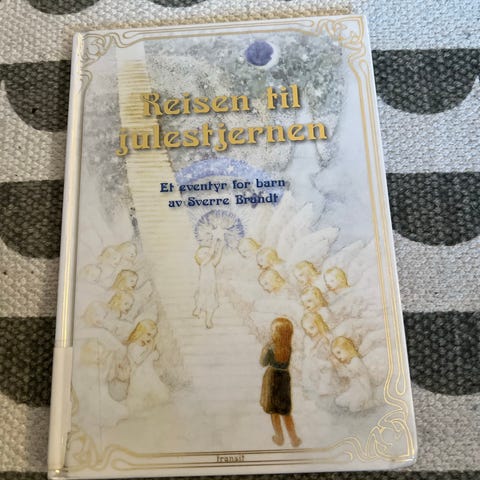 Reisen til
julestjernen
Et eventyr for barn
av Sverre Brandt
transit